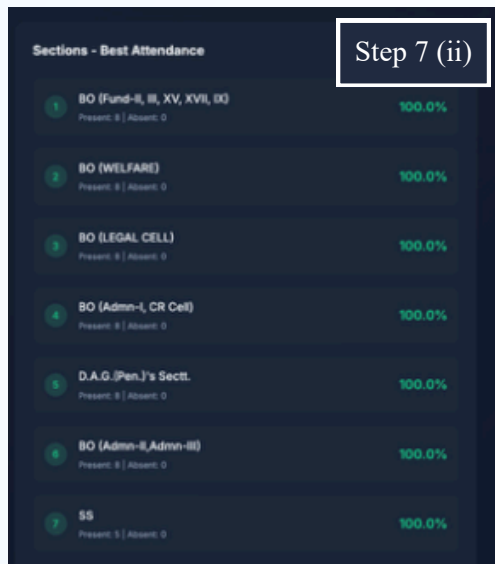 Sections - Best Attendance
Step 7 (ii)
1
BO (Fund-II, III, XV, XVII, IX)
Present: 8 | Absent: 0
100.0%
2
BO (WELFARE)
Present: 8 | Absent: 0
100.0%
3
BO (LEGAL CELL)
Present: 8 | Absent: 0
100.0%
4
BO (Admn-I, CR Cell)
Present: 8 | Absent: 0
100.0%
5
D.A.G.(Pen.)'s Sectt.
Present: 8 | Absent: 0
100.0%
6
BO (Admn-II,Admn-III)
Present: 8 | Absent: 0
100.0%
7
SS
Present: 5 | Absent: 0
100.0%